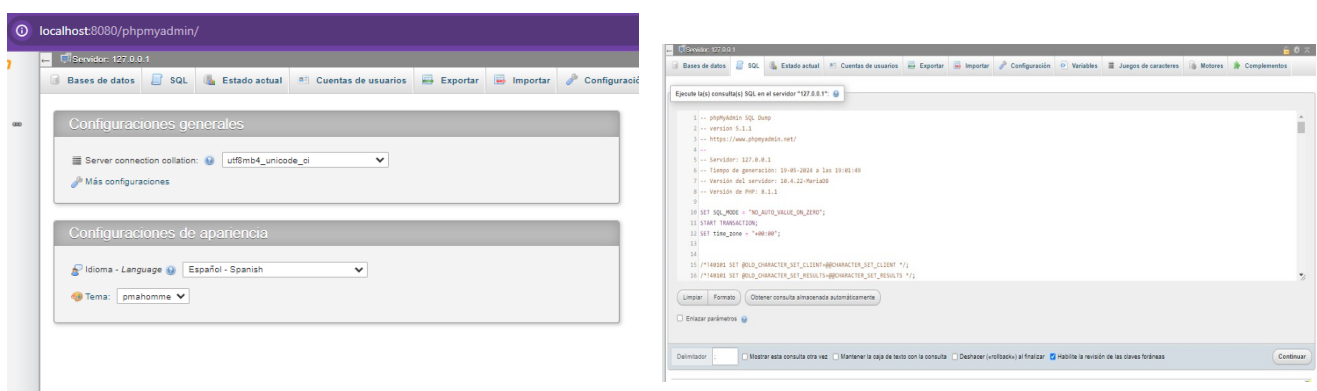 localhost:8080/phpmyadmin/
Servidor: 127.0.0.1
Bases de datos SQL Estado actual Cuentas de usuarios Exportar Importar Configuració
Configuraciones generales
Server connection collation: utf8mb4_unicode_ci
Más configuraciones
Configuraciones de apariencia
Idioma - Language Español - Spanish
Tema: pmahomme
Servidor: 127.0.0.1
Bases de datos SQL Estado actual Cuentas de usuarios Exportar Importar Configuración Variables Juegos de caracteres Motores Complementos
Ejecute la(s) consulta(s) SQL en el servidor "127.0.0.1":
1 -- phpMyAdmin SQL Dump
2 -- version 5.1.1
3 -- https://www.phpmyadmin.net/
4 --
5 -- Servidor: 127.0.0.1
6 -- Tiempo de generación: 19-05-2024 a las 19:01:49
7 -- Versión del servidor: 10.4.22-MariaDB
8 -- Versión de PHP: 8.1.1
9
10 SET SQL_MODE = "NO_AUTO_VALUE_ON_ZERO";
11 START TRANSACTION;
12 SET time_zone = "+00:00";
13
14
15 /*!40101 SET @OLD_CHARACTER_SET_CLIENT=@@CHARACTER_SET_CLIENT */;
16 /*!40101 SET @OLD_CHARACTER_SET_RESULTS=@@CHARACTER_SET_RESULTS */;
Limpiar Formato Obtener consulta almacenada automáticamente
Enlazar parámetros
Delimitador ; Mostrar esta consulta otra vez Mantener la caja de texto con la consulta Deshacer («rollback») al finalizar Habilite la revisión de las claves foráneas Continuar